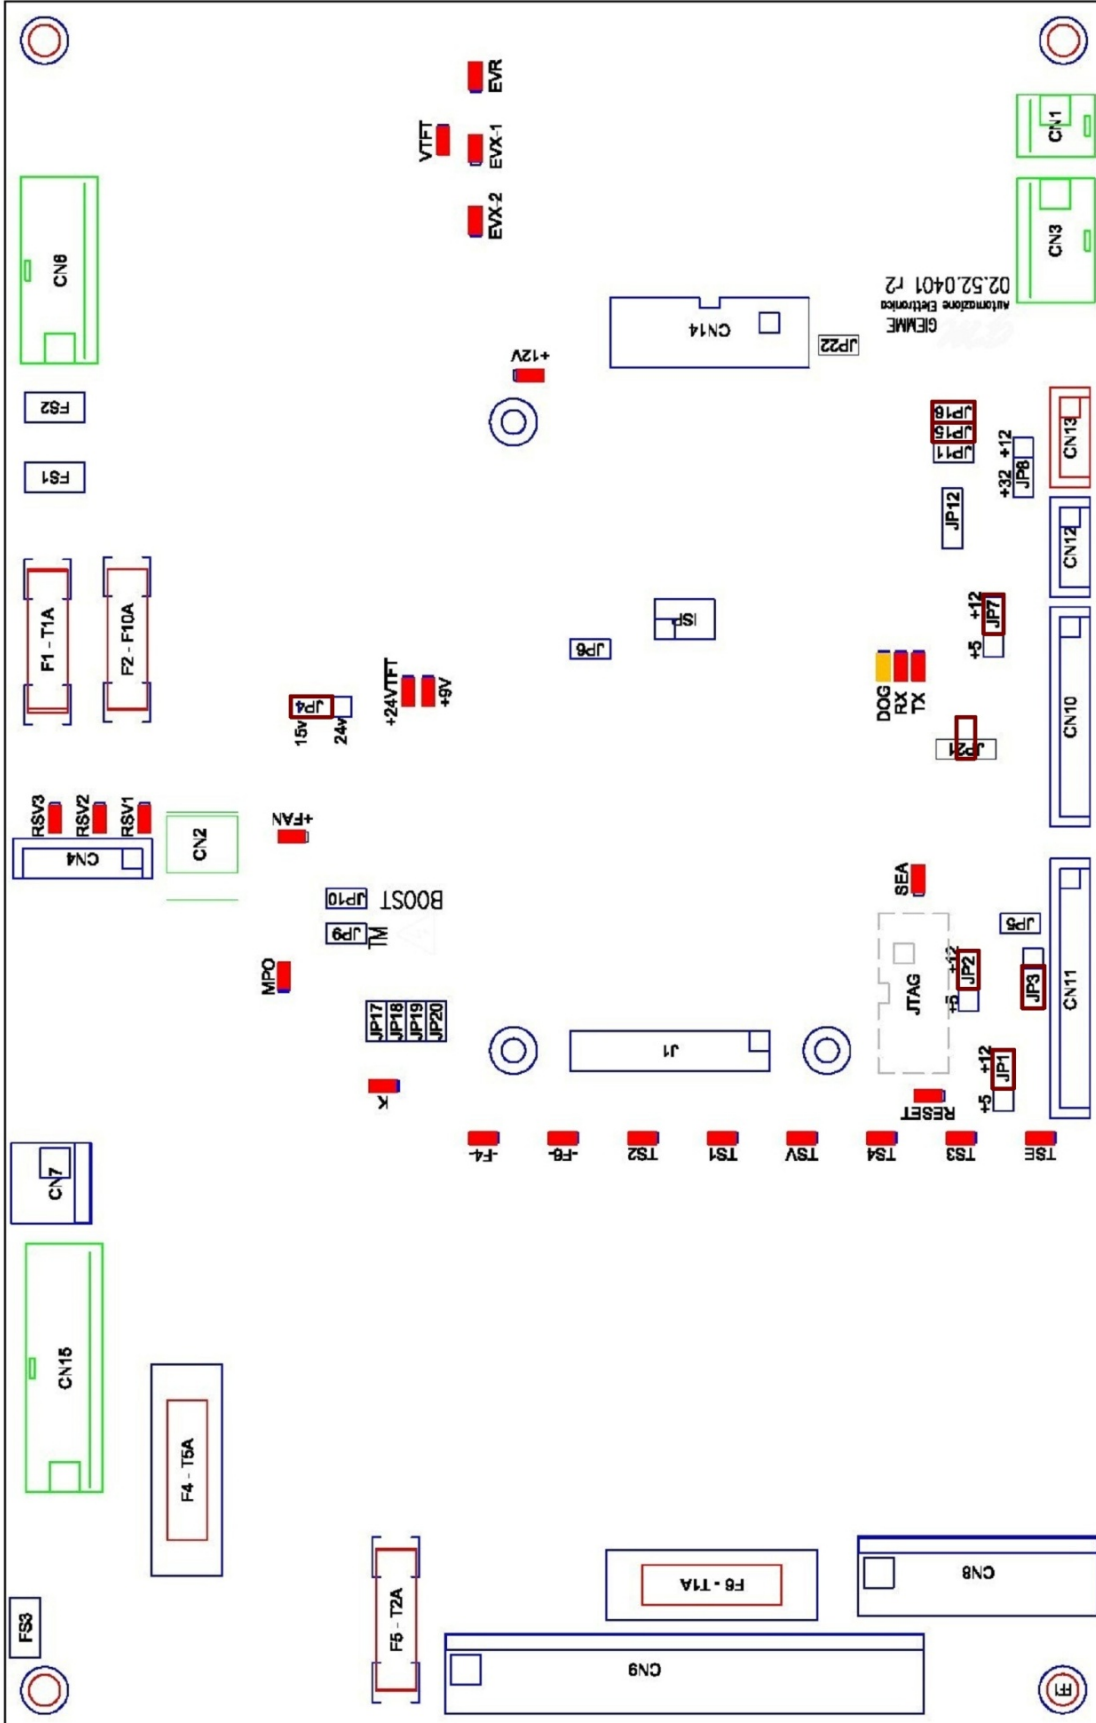 EVR
VTFT
EVX-1
EVX-2
CN1
CN3
CN6
02.52.0401 r2
Automazione Elettronica
GIEMME
CN14
JP22
+12V
FS2
FS1
JP16
JP15
JP11
+12
JP8
+32
CN13
JP12
CN12
F1 - T1A
F2 - F10A
ISP
JP6
+12
JP7
+5
DOG
RX
TX
CN10
JP4
15v
24v
+24VTFT
+9V
JP21
RSV3
RSV2
RSV1
CN4
CN2
+FAN
JP10
BOOST
JP9
TM
MPO
SEA
JP5
JTAG
+12
JP2
+5
JP3
CN11
JP17
JP18
JP19
JP20
J1
+12
JP1
+5
K
RESET
-F4-
-F6-
TS2
TS1
TSV
TS4
TS3
TSE
CN7
CN15
F4 - T5A
FS3
F5 - T2A
F6 - T1A
CN8
CN9